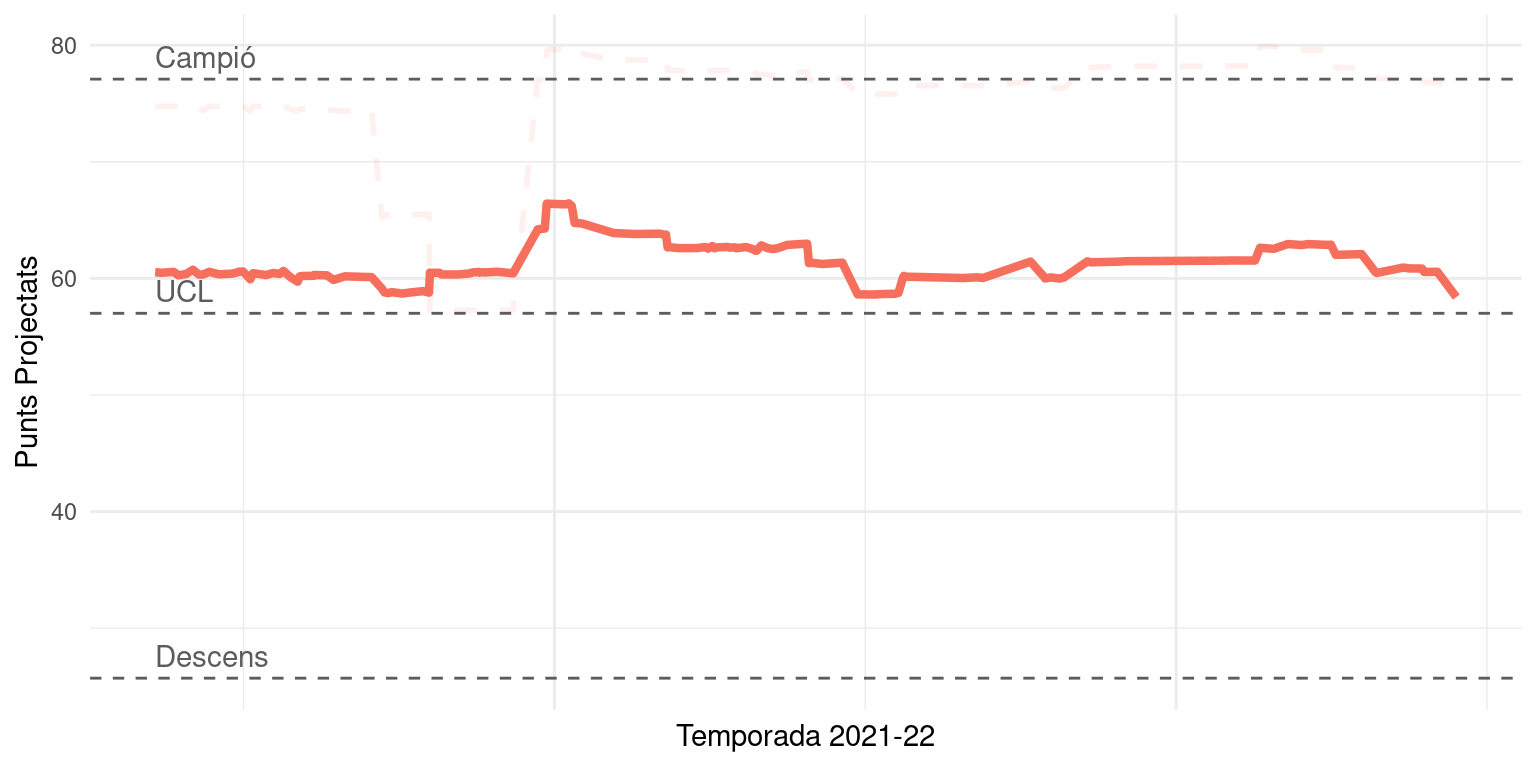 80
Campió
60
UCL
40
Descens
Punts Projectats
Temporada 2021-22